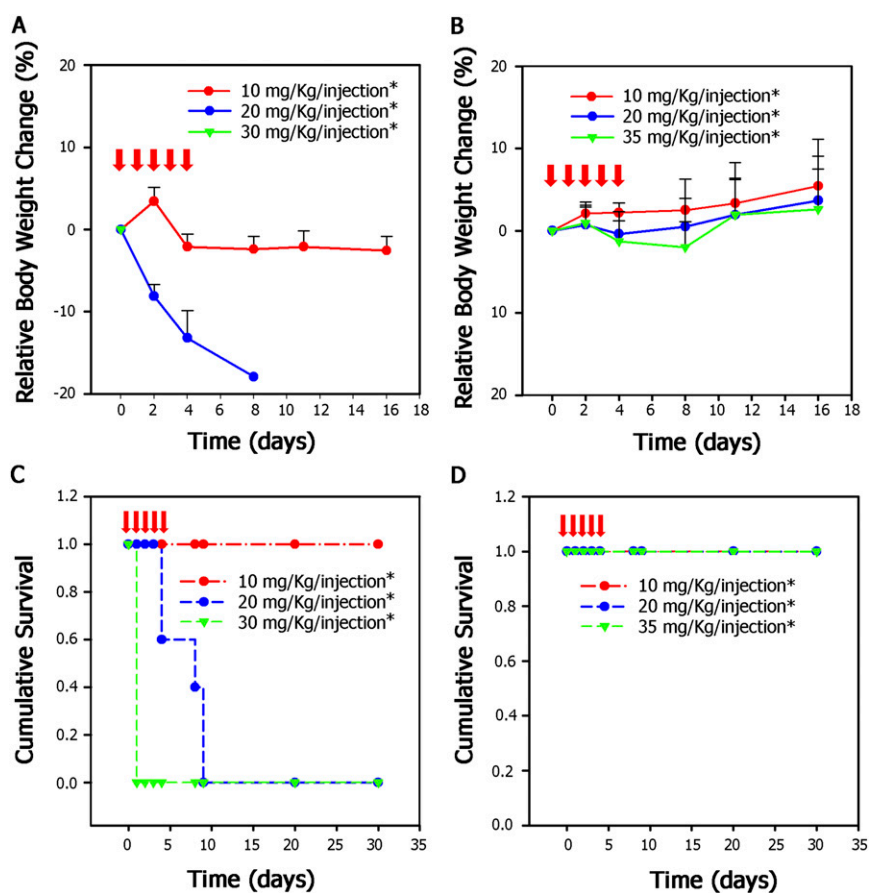 A
Relative Body Weight Change (%)
20
10
0
-10
-20
10 mg/Kg/injection*
20 mg/Kg/injection*
30 mg/Kg/injection*
0 2 4 6 8 10 12 14 16 18
Time (days)
B
Relative Body Weight Change (%)
20
10
0
10
20
10 mg/Kg/injection*
20 mg/Kg/injection*
35 mg/Kg/injection*
0 2 4 6 8 10 12 14 16 18
Time (days)
C
Cumulative Survival
1.2
1.0
0.8
0.6
0.4
0.2
0.0
10 mg/Kg/injection*
20 mg/Kg/injection*
30 mg/Kg/injection*
0 5 10 15 20 25 30 35
Time (days)
D
Cumulative Survival
1.2
1.0
0.8
0.6
0.4
0.2
0.0
10 mg/Kg/injection*
20 mg/Kg/injection*
35 mg/Kg/injection*
0 5 10 15 20 25 30 35
Time (days)